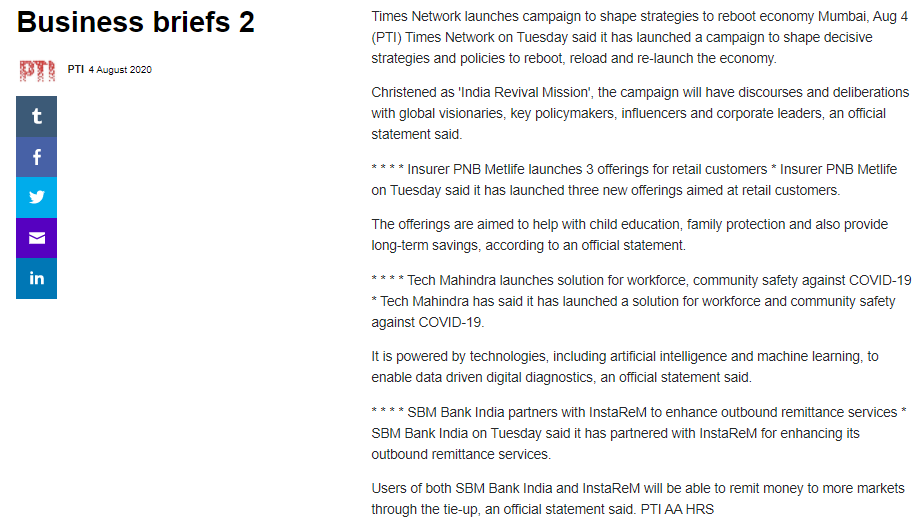 Business briefs 2
PTI
PTI 4 August 2020
t
f
in
Times Network launches campaign to shape strategies to reboot economy Mumbai, Aug 4
(PTI) Times Network on Tuesday said it has launched a campaign to shape decisive
strategies and policies to reboot, reload and re-launch the economy.
Christened as 'India Revival Mission', the campaign will have discourses and deliberations
with global visionaries, key policymakers, influencers and corporate leaders, an official
statement said.
* * * * Insurer PNB Metlife launches 3 offerings for retail customers * Insurer PNB Metlife
on Tuesday said it has launched three new offerings aimed at retail customers.
The offerings are aimed to help with child education, family protection and also provide
long-term savings, according to an official statement.
* * * * Tech Mahindra launches solution for workforce, community safety against COVID-19
* Tech Mahindra has said it has launched a solution for workforce and community safety
against COVID-19.
It is powered by technologies, including artificial intelligence and machine learning, to
enable data driven digital diagnostics, an official statement said.
* * * * SBM Bank India partners with InstaReM to enhance outbound remittance services *
SBM Bank India on Tuesday said it has partnered with InstaReM for enhancing its
outbound remittance services.
Users of both SBM Bank India and InstaReM will be able to remit money to more markets
through the tie-up, an official statement said. PTI AA HRS